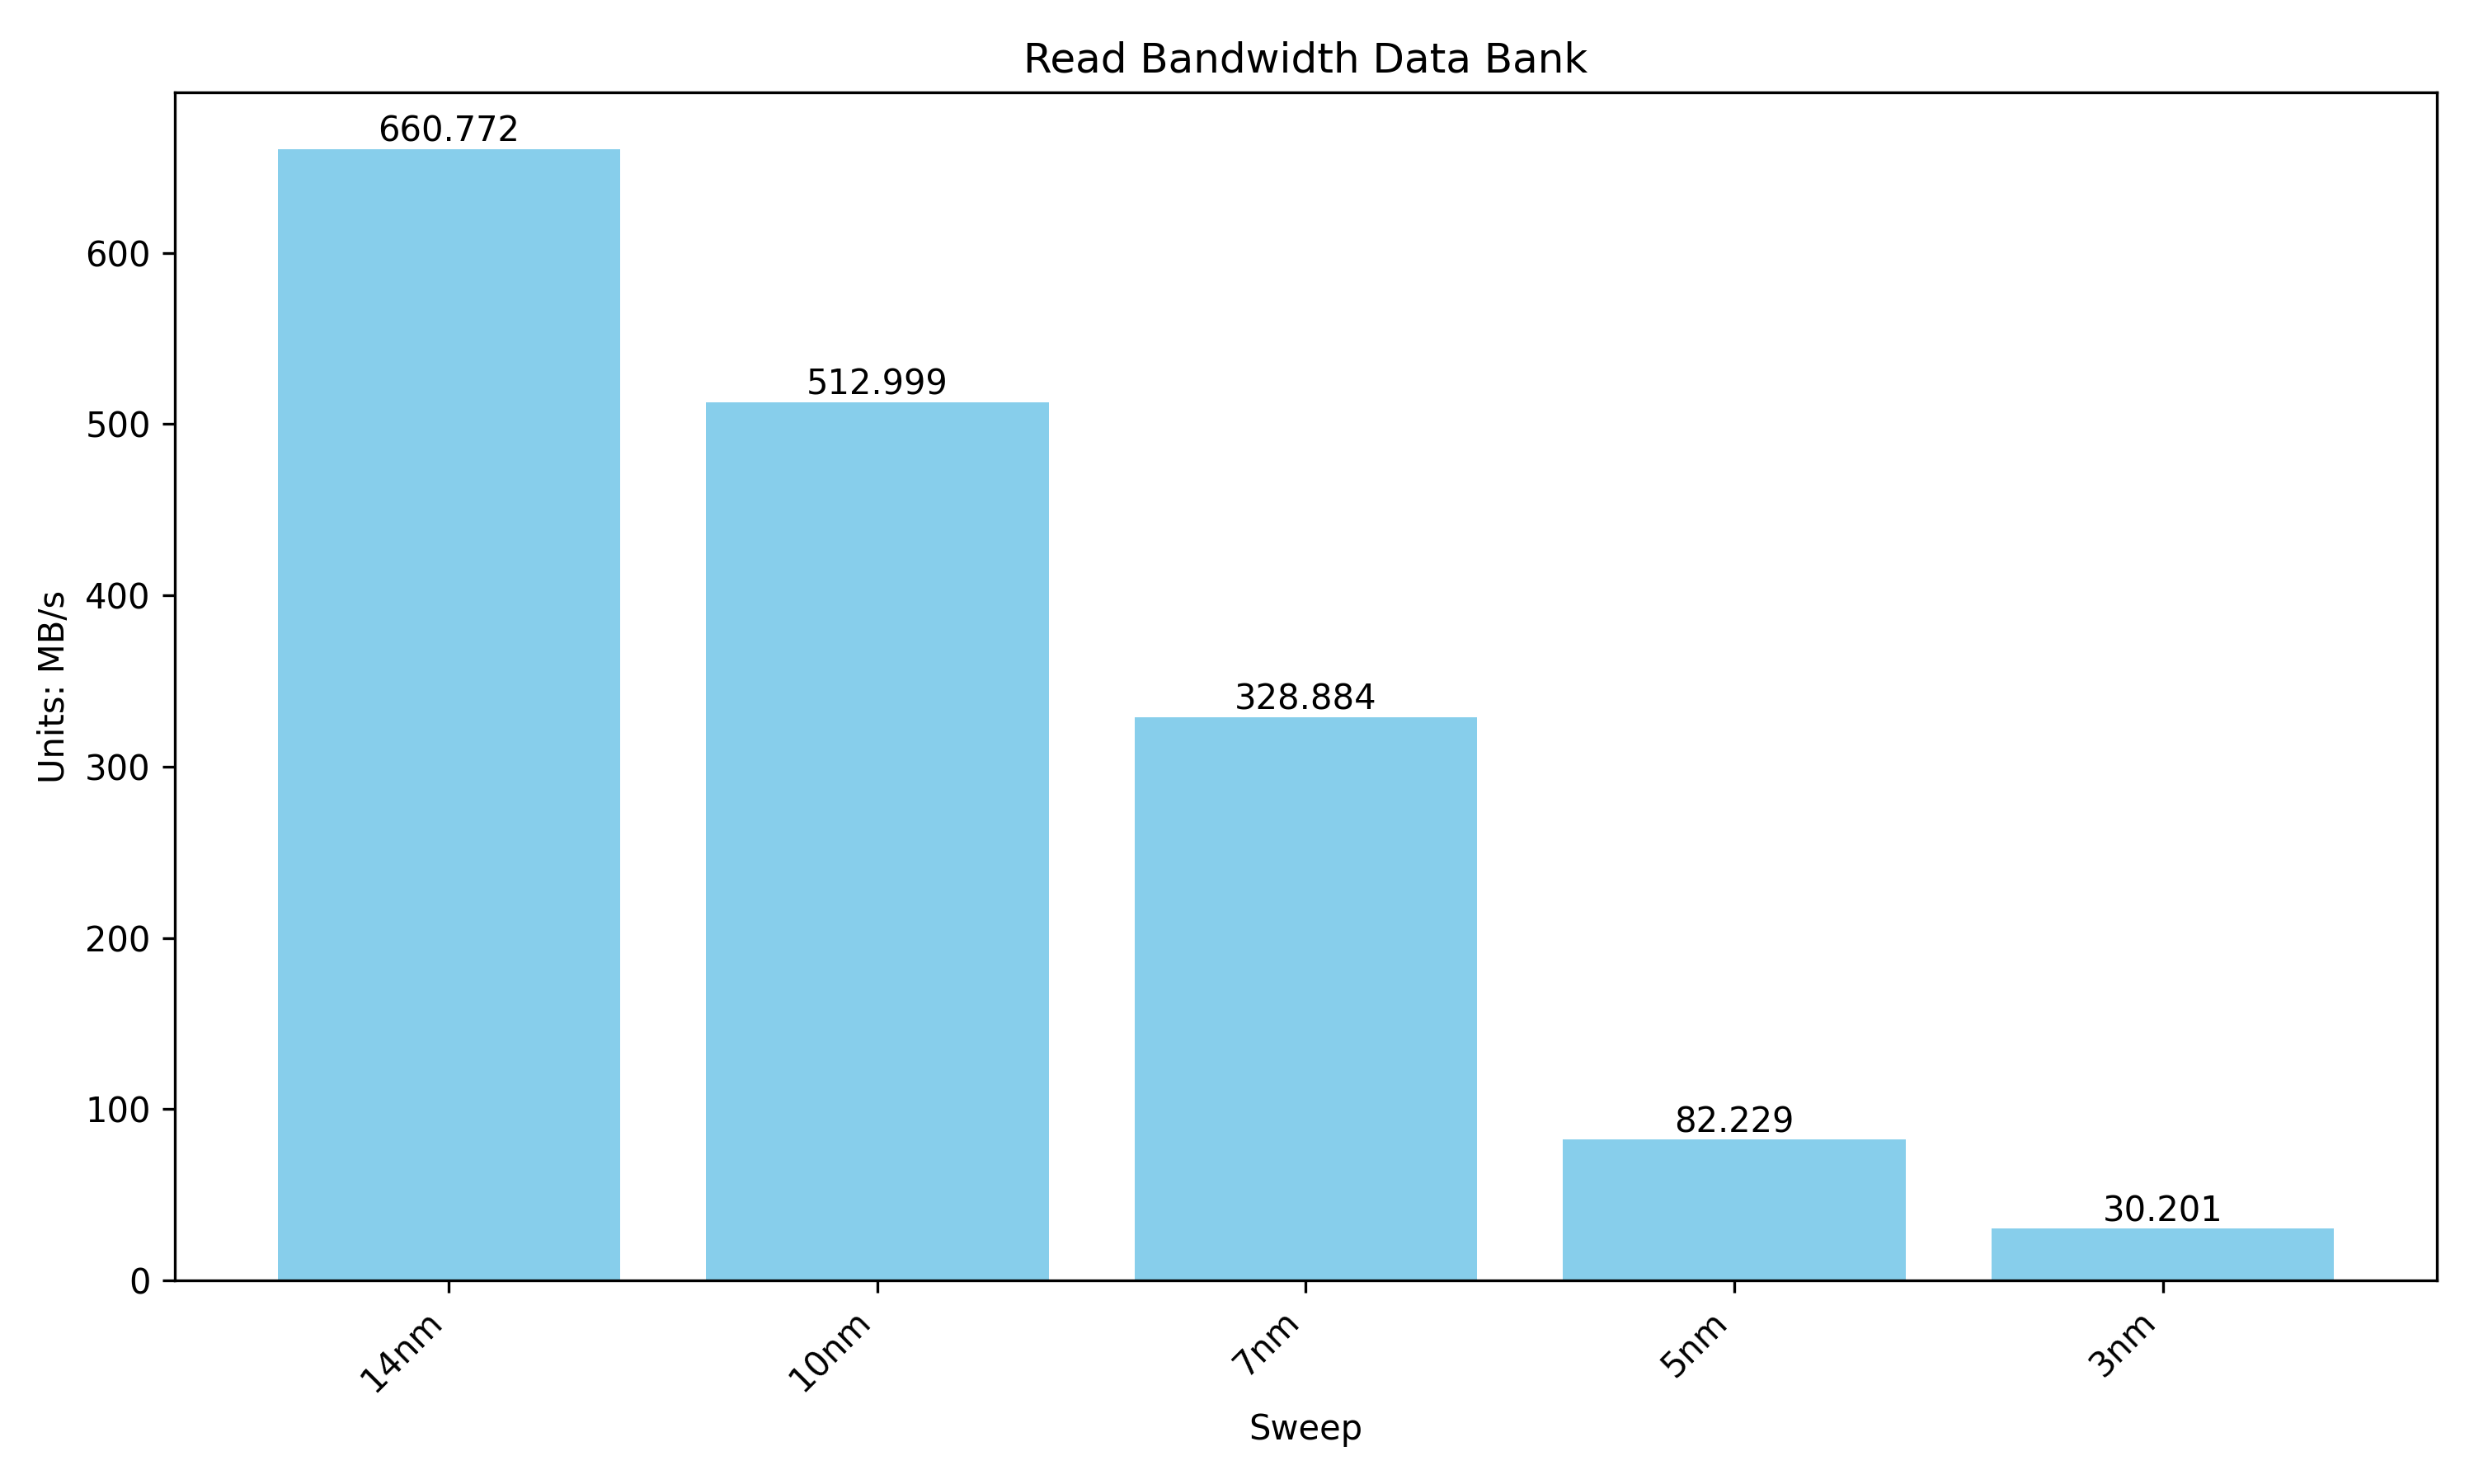 Read Bandwidth Data Bank
660.772
512.999
328.884
82.229
30.201
600
500
400
300
200
100
0
Units: MB/s
14nm
10nm
7nm
5nm
3nm
Sweep